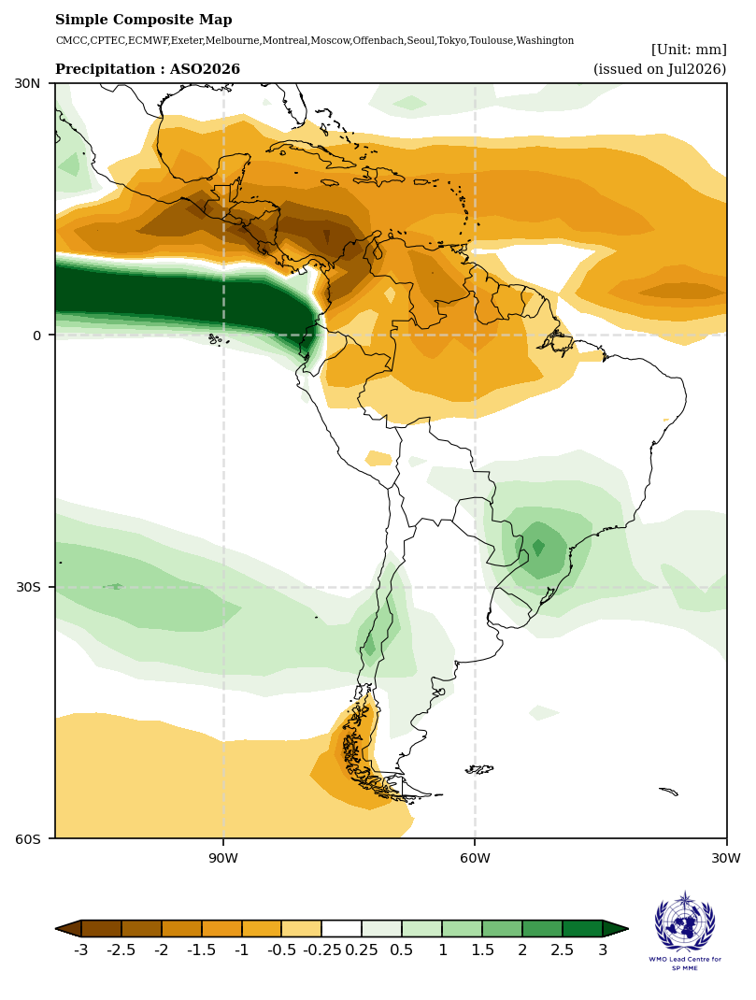 Simple Composite Map
CMCC,CPTEC,ECMWF,Exeter,Melbourne,Montreal,Moscow,Offenbach,Seoul,Tokyo,Toulouse,Washington
[Unit: mm]
Precipitation : ASO2026
(issued on Jul2026)
30N
0
30S
60S
90W
60W
30W
-3
-2.5
-2
-1.5
-1
-0.5
-0.25
0.25
0.5
1
1.5
2
2.5
3
WMO Lead Centre for
SP MME